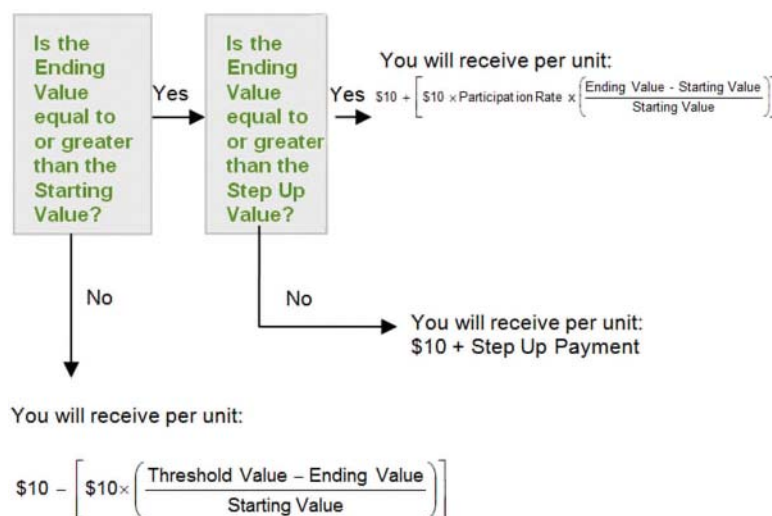 Is the
Ending
Value
equal to
or greater
than the
Starting
Value?
Yes
Is the
Ending
Value
equal to
or greater
than the
Step Up
Value?
Yes
You will receive per unit:
$10 + [$10 × Participation Rate x (Ending Value - Starting Value
Starting Value)]
No
No
You will receive per unit:
$10 + Step Up Payment
You will receive per unit:
$10 − [$10× (Threshold Value – Ending Value
Starting Value)]